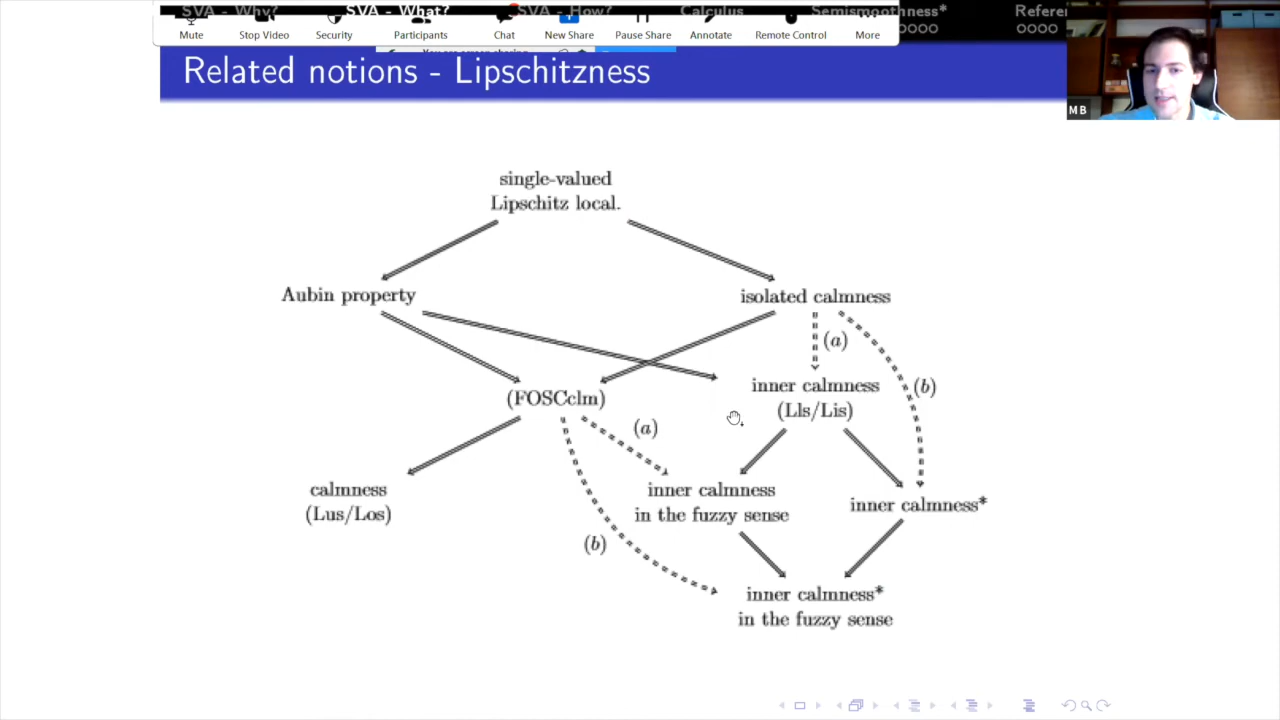 SVA - Why?
SVA - What?
SVA - How?
Calculus
Semismoothness*
Mute
Stop Video
Security
Participants
Chat
New Share
Pause Share
Annotate
Remote Control
More
Related notions - Lipschitzness
MB
single-valued
Lipschitz local.
Aubin property
isolated calmness
(a)
(b)
inner calmness
(Lls/Lis)
(FOSCclm)
(a)
calmness
(Lus/Los)
inner calmness
in the fuzzy sense
inner calmness*
(b)
inner calmness*
in the fuzzy sense